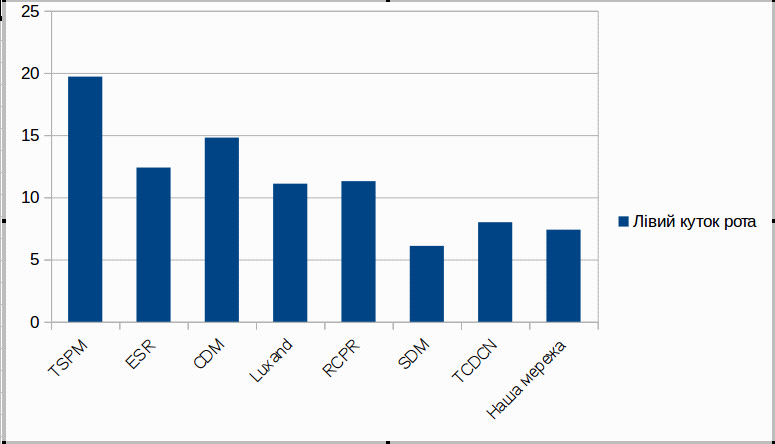 25
20
15
10
5
0
TSPM
ESR
CDM
Luxand
RCPR
SDM
TCDCN
Наша мережа
Лівий куток рота